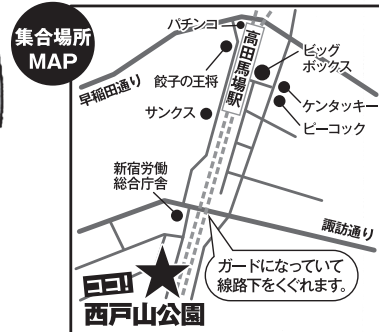 集合場所
MAP
パチンコ
高田馬場駅
ビッグ
ボックス
早稲田通り
餃子の王将
ケンタッキー
サンクス
ピーコック
新宿労働
総合庁舎
諏訪通り
ガードになっていて
線路下をくぐれます。
ココ!
西戸山公園